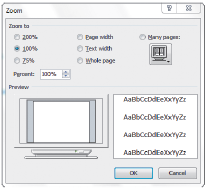 Zoom
Zoom to
200% Page width Many pages:
100% Text width
75% Whole page
Percent: 100%
Preview
AaBbCcDdEeXxYyZz
AaBbCcDdEeXxYyZz
AaBbCcDdEeXxYyZz
AaBbCcDdEeXxYyZz
OK Cancel